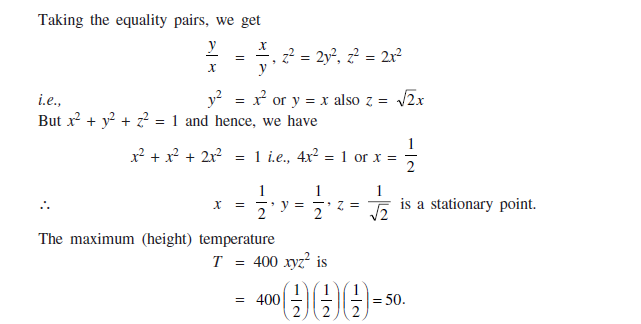 Taking the equality pairs, we get
y/x = x/y, z² = 2y², z² = 2x²
i.e., y² = x² or y = x also z = √2x
But x² + y² + z² = 1 and hence, we have
x² + x² + 2x² = 1 i.e., 4x² = 1 or x = 1/2
∴ x = 1/2, y = 1/2, z = 1/√2 is a stationary point.
The maximum (height) temperature
T = 400 xyz² is
= 400(1/2)(1/2)(1/2) = 50.